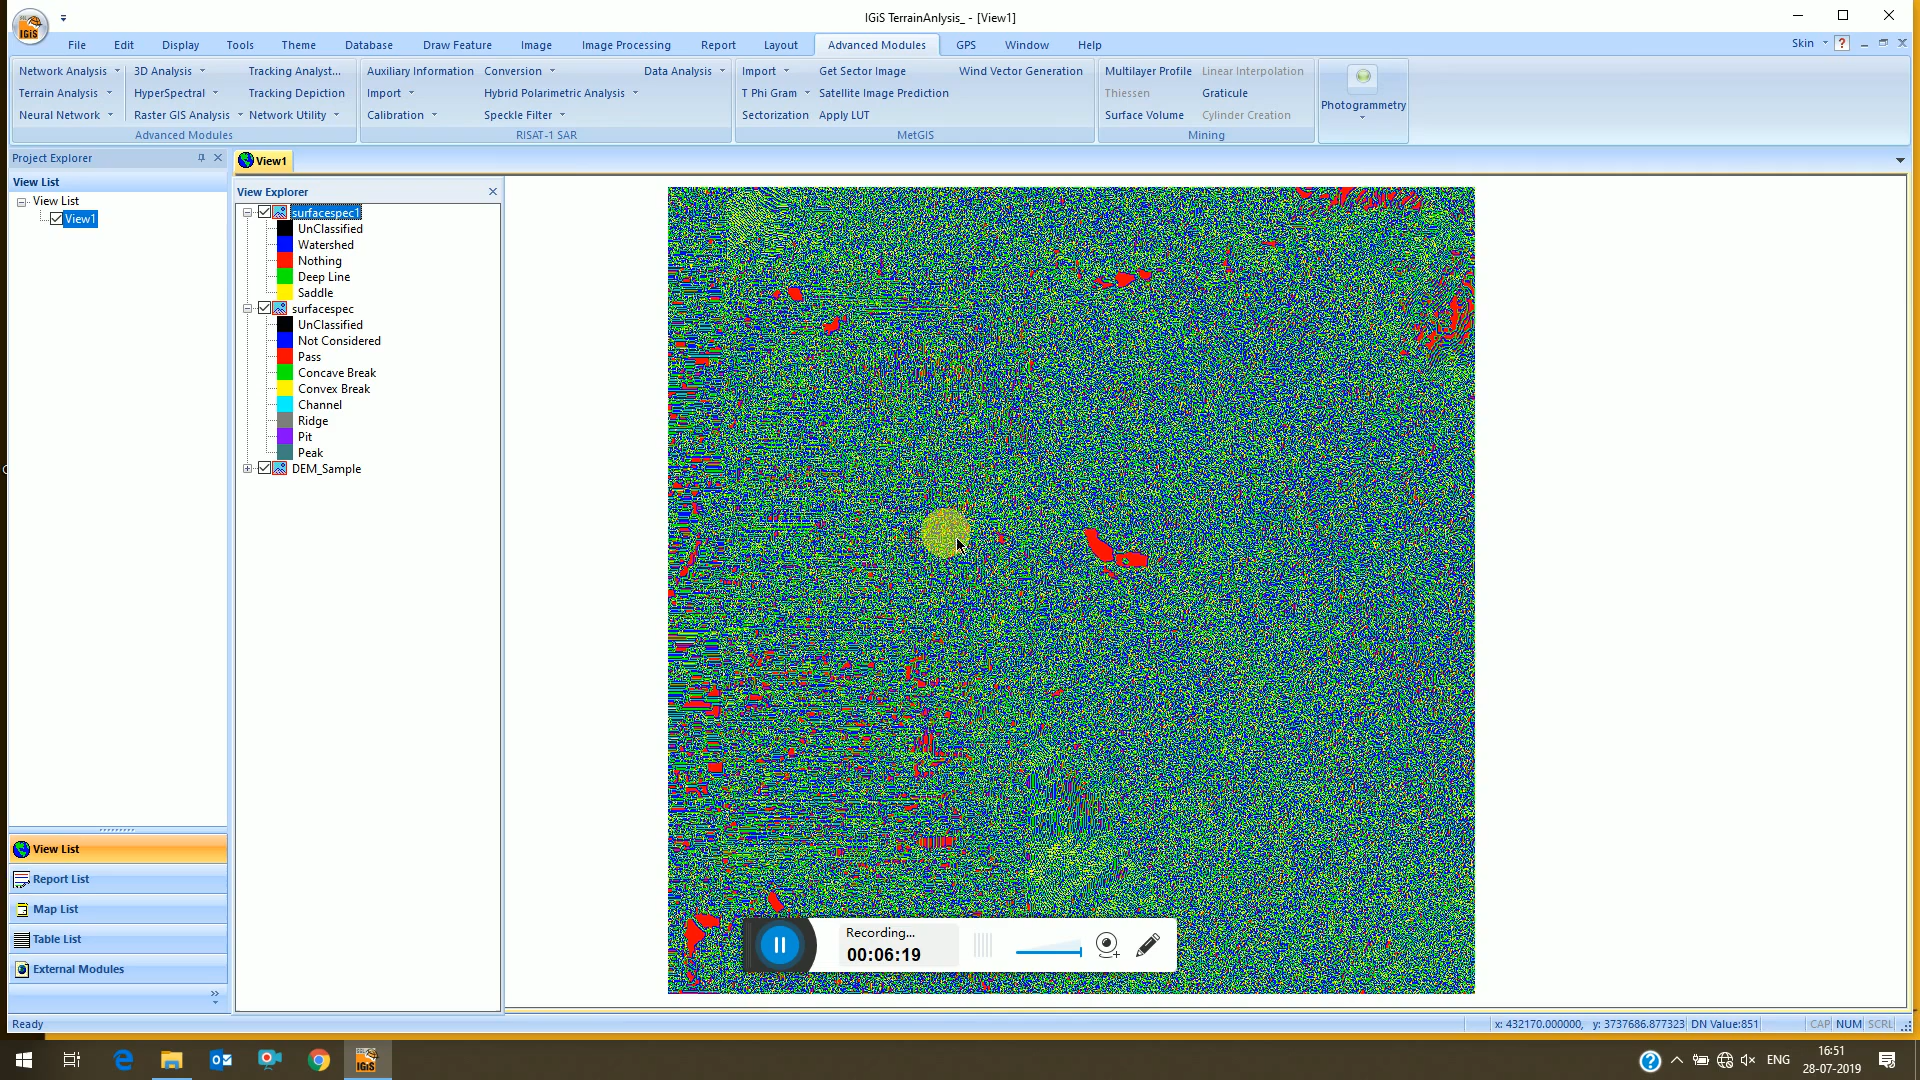 IGiS TerrainAnlysis_ - [View1]
IGiS
File Edit Display Tools Theme Database Draw Feature Image Image Processing Report Layout Advanced Modules GPS Window Help Skin
Network Analysis 3D Analysis Tracking Analyst... Auxiliary Information Conversion Data Analysis Import Get Sector Image Wind Vector Generation Multilayer Profile Linear Interpolation
Terrain Analysis HyperSpectral Tracking Depiction Import Hybrid Polarimetric Analysis T Phi Gram Satellite Image Prediction Thiessen Graticule
Photogrammetry
Neural Network Raster GIS Analysis Network Utility Calibration Speckle Filter Sectorization Apply LUT Surface Volume Cylinder Creation
Advanced Modules RISAT-1 SAR MetGIS Mining
Project Explorer
View List
View List
View1
View1
View Explorer
surfacespec1
UnClassified
Watershed
Nothing
Deep Line
Saddle
surfacespec
UnClassified
Not Considered
Pass
Concave Break
Convex Break
Channel
Ridge
Pit
Peak
DEM_Sample
View List
Report List
Map List
Table List
External Modules
Recording...
00:06:19
Ready
x: 432170.000000, y: 3737686.877323 DN Value:851 CAP NUM SCRL
IGiS
ENG
16:51
28-07-2019